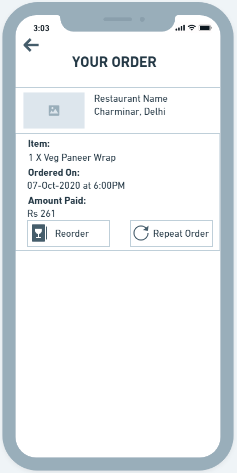 3:03
YOUR ORDER
Restaurant Name
Charminar, Delhi
Item:
1 X Veg Paneer Wrap
Ordered On:
07-Oct-2020 at 6:00PM
Amount Paid:
Rs 261
Reorder
Repeat Order